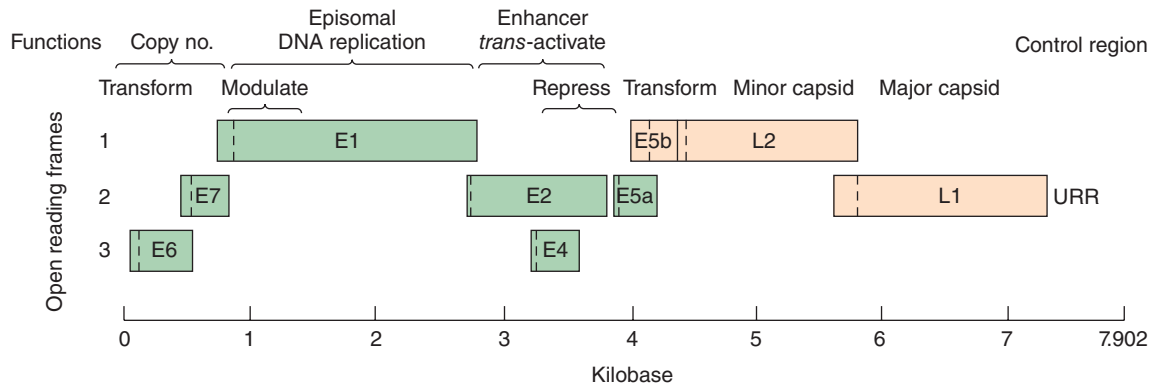 Episomal
Enhancer
Functions Copy no. DNA replication trans-activate Control region
Transform Modulate Repress Transform Minor capsid Major capsid
Open reading frames
1 E1 E5b L2
2 E7 E2 E5a L1 URR
3 E6 E4
0 1 2 3 4 5 6 7 7.902
Kilobase